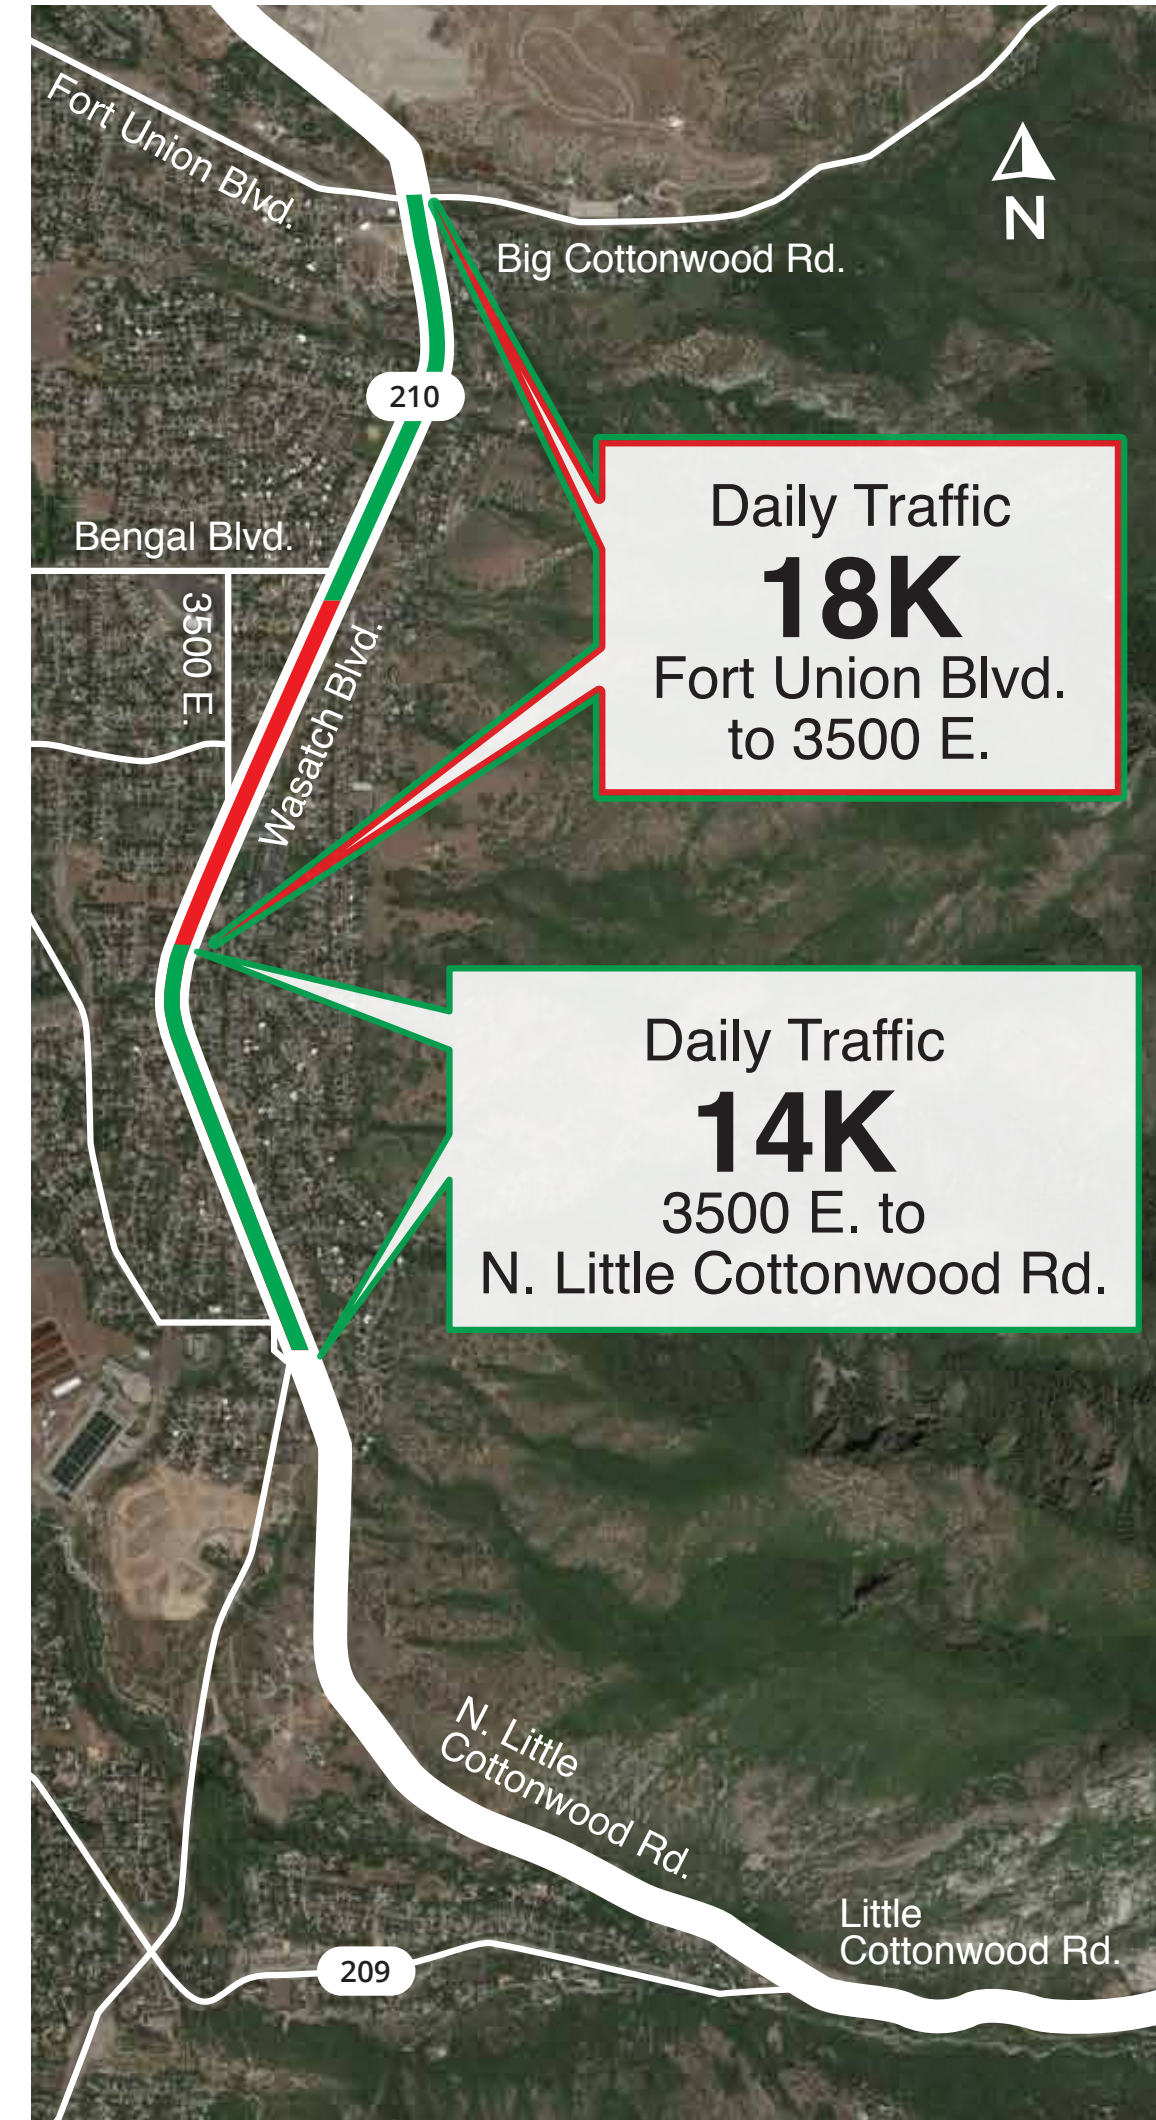 Fort Union Blvd.
N
Big Cottonwood Rd.
210
Daily Traffic
18K
Fort Union Blvd.
to 3500 E.
Bengal Blvd.
3500 E.
Wasatch Blvd.
Daily Traffic
14K
3500 E. to
N. Little Cottonwood Rd.
N. Little
Cottonwood Rd.
Little
Cottonwood Rd.
209